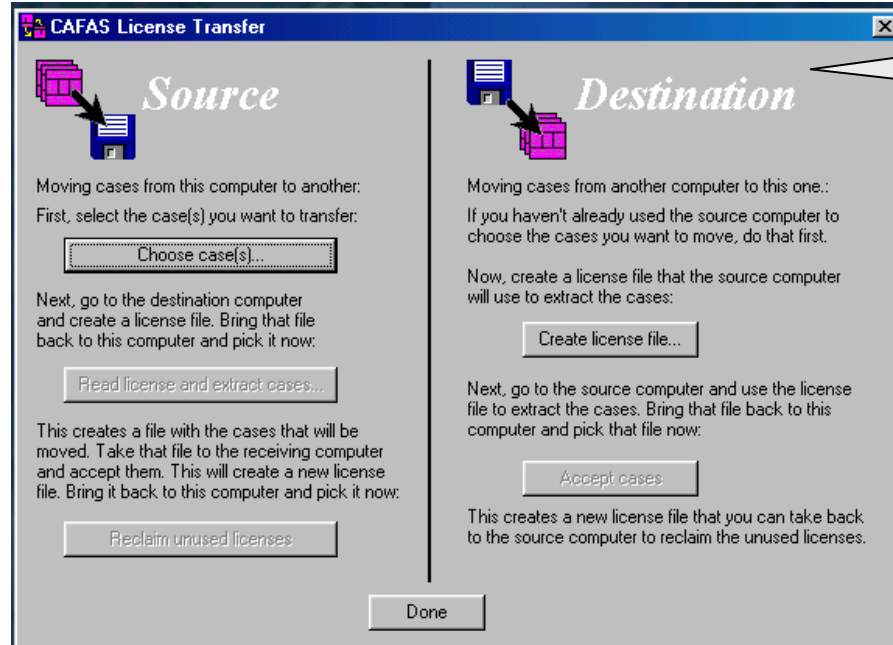 CAFAS License Transfer
Source
Moving cases from this computer to another:
First, select the case(s) you want to transfer:
Choose case(s)...
Next, go to the destination computer
and create a license file. Bring that file
back to this computer and pick it now:
Read license and extract cases...
This creates a file with the cases that will be
moved. Take that file to the receiving computer
and accept them. This will create a new license
file. Bring it back to this computer and pick it now:
Reclaim unused licenses
Destination
Moving cases from another computer to this one.:
If you haven't already used the source computer to
choose the cases you want to move, do that first.
Now, create a license file that the source computer
will use to extract the cases:
Create license file...
Next, go to the source computer and use the license
file to extract the cases. Bring that file back to this
computer and pick that file now:
Accept cases
This creates a new license file that you can take back
to the source computer to reclaim the unused licenses.
Done